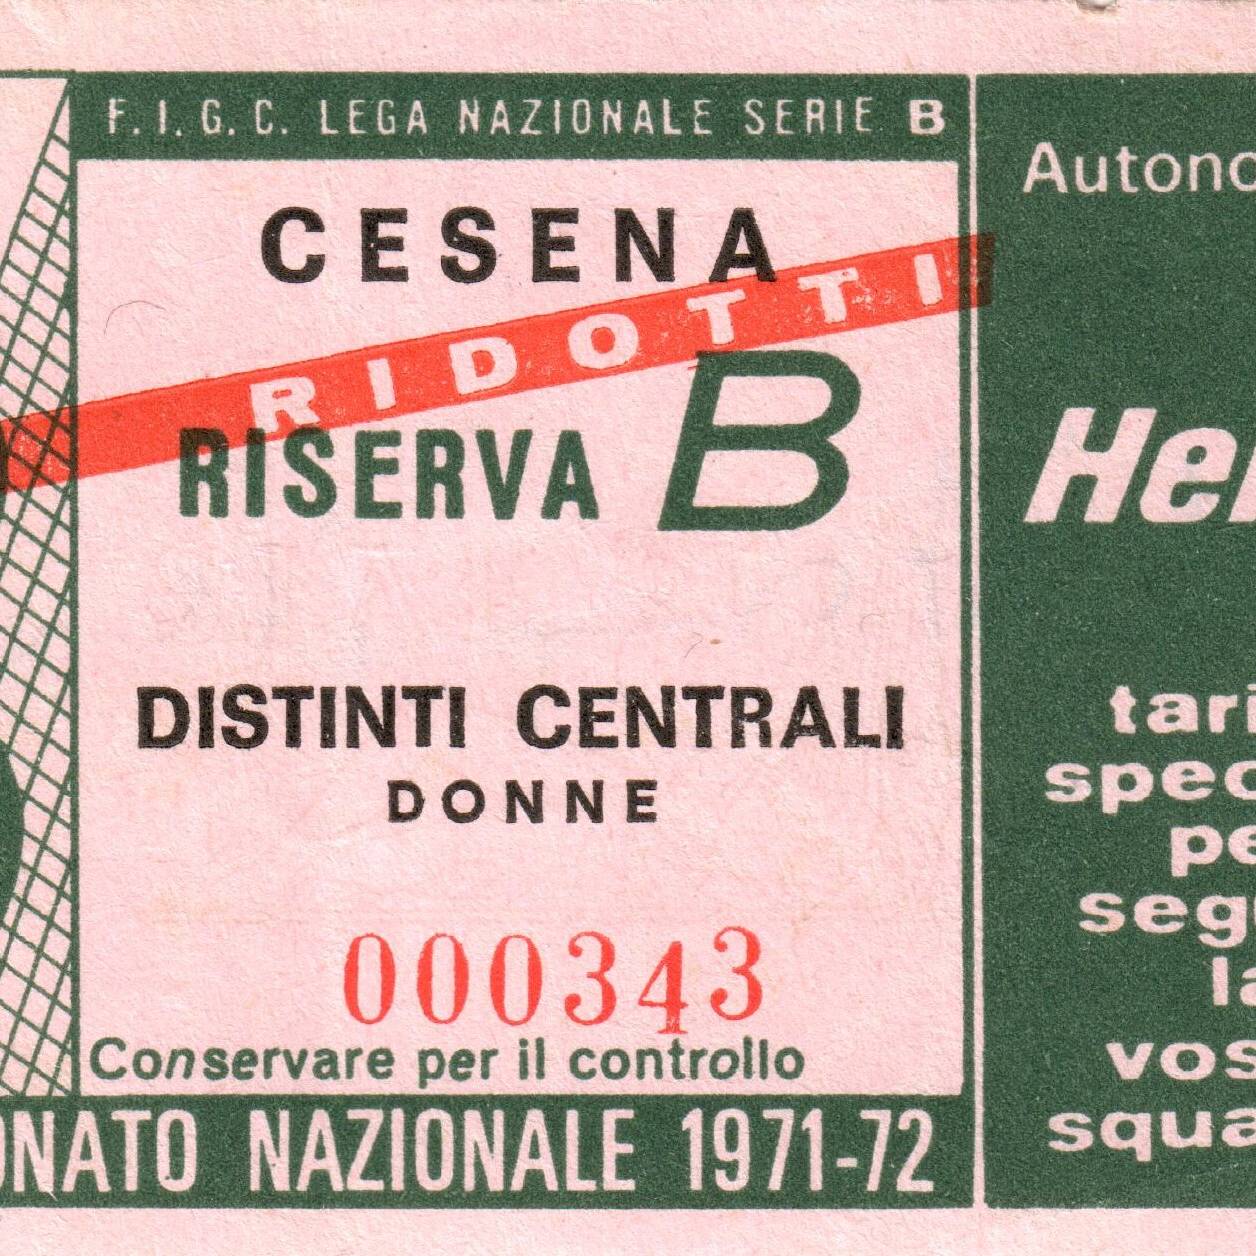 F.I.G.C. LEGA NAZIONALE SERIE B
CESENA
RIDOTTI
RISERVA B
DISTINTI CENTRALI
DONNE
000343
Conservare per il controllo
ONATO NAZIONALE 1971-72
Autono
Her
tari
spec
pe
seg
la
vos
squa